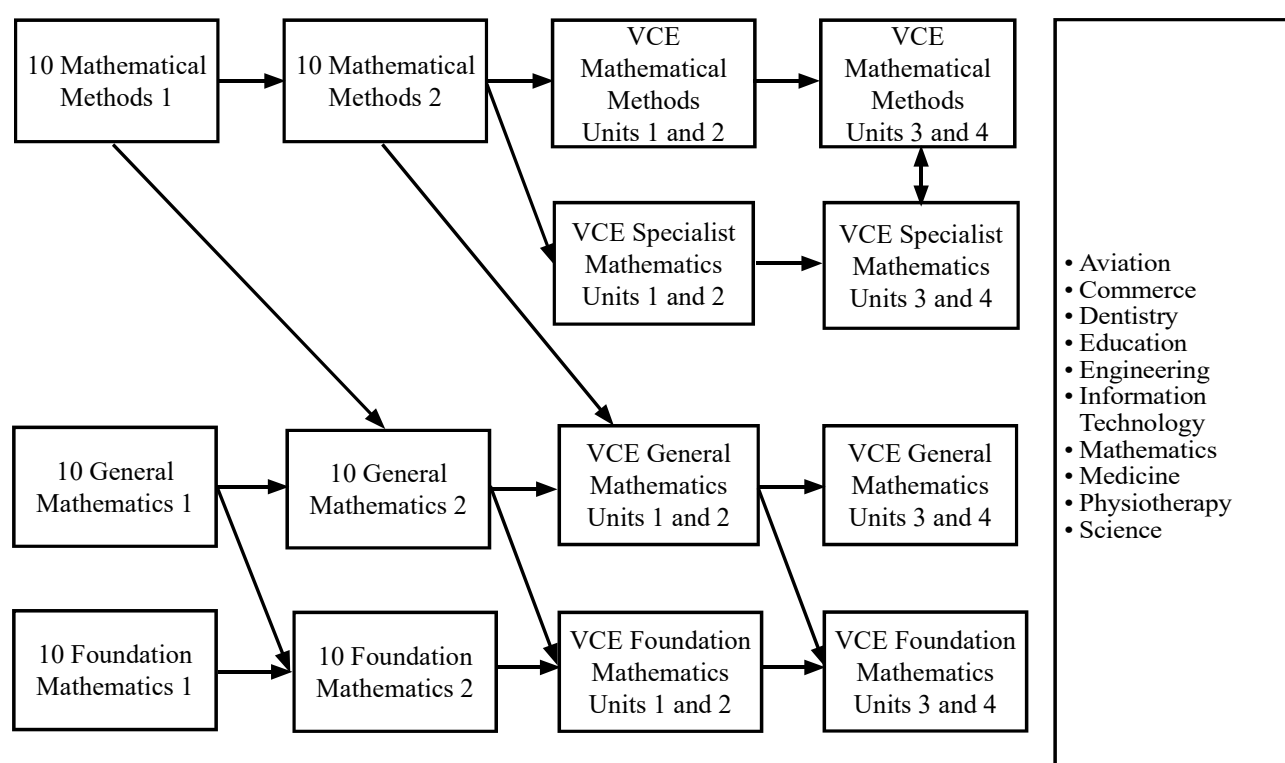 10 Mathematical
Methods 1
10 Mathematical
Methods 2
VCE
Mathematical
Methods
Units 1 and 2
VCE
Mathematical
Methods
Units 3 and 4
VCE Specialist
Mathematics
Units 1 and 2
VCE Specialist
Mathematics
Units 3 and 4
10 General
Mathematics 1
10 General
Mathematics 2
VCE General
Mathematics
Units 1 and 2
VCE General
Mathematics
Units 3 and 4
10 Foundation
Mathematics 1
10 Foundation
Mathematics 2
VCE Foundation
Mathematics
Units 1 and 2
VCE Foundation
Mathematics
Units 3 and 4
• Aviation
• Commerce
• Dentistry
• Education
• Engineering
• Information
Technology
• Mathematics
• Medicine
• Physiotherapy
• Science